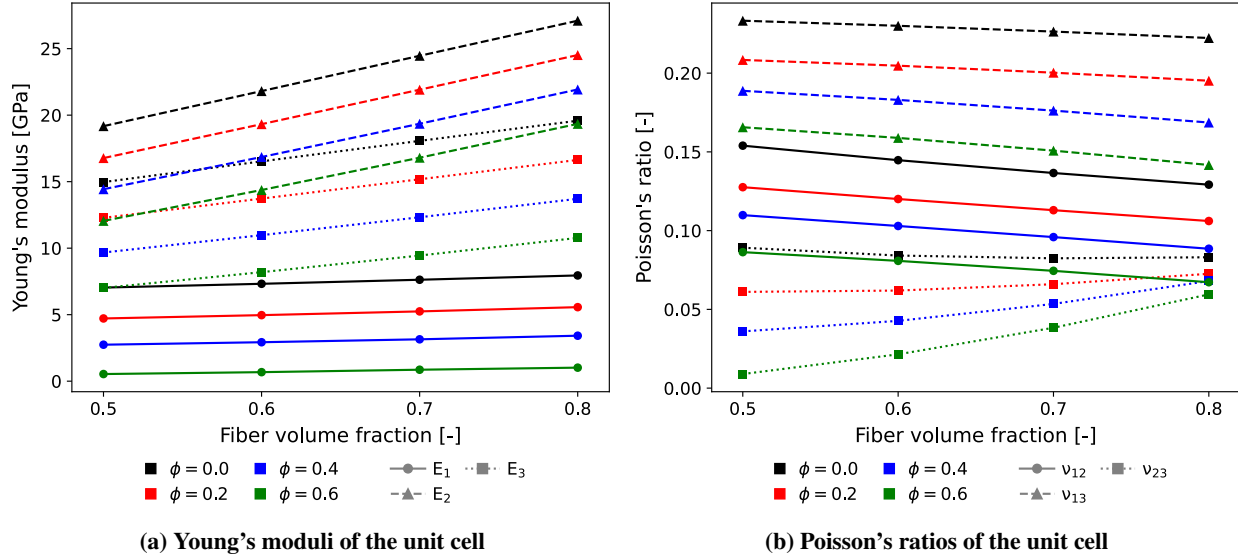 Young's modulus [GPa]
25
20
15
10
5
0
0.5 0.6 0.7 0.8
Fiber volume fraction [-]
ϕ = 0.0 ϕ = 0.4 E1 E3
ϕ = 0.2 ϕ = 0.6 E2
(a) Young's moduli of the unit cell
Poisson's ratio [-]
0.20
0.15
0.10
0.05
0.00
0.5 0.6 0.7 0.8
Fiber volume fraction [-]
ϕ = 0.0 ϕ = 0.4 ν12 ν23
ϕ = 0.2 ϕ = 0.6 ν13
(b) Poisson's ratios of the unit cell